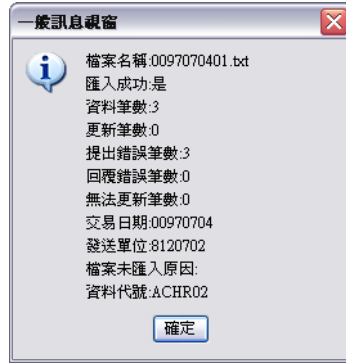 一般訊息視窗
檔案名稱:0097070401.txt
匯入成功:是
資料筆數:3
更新筆數:0
提出錯誤筆數:3
回覆錯誤筆數:0
無法更新筆數:0
交易日期:00970704
發送單位:8120702
檔案未匯入原因:
資料代號:ACHR02
確定